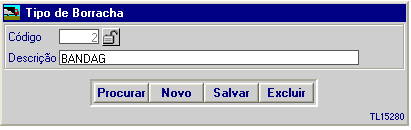 Tipo de Borracha
Código 2
Descrição BANDAG
Procurar Novo Salvar Excluir
TL15280